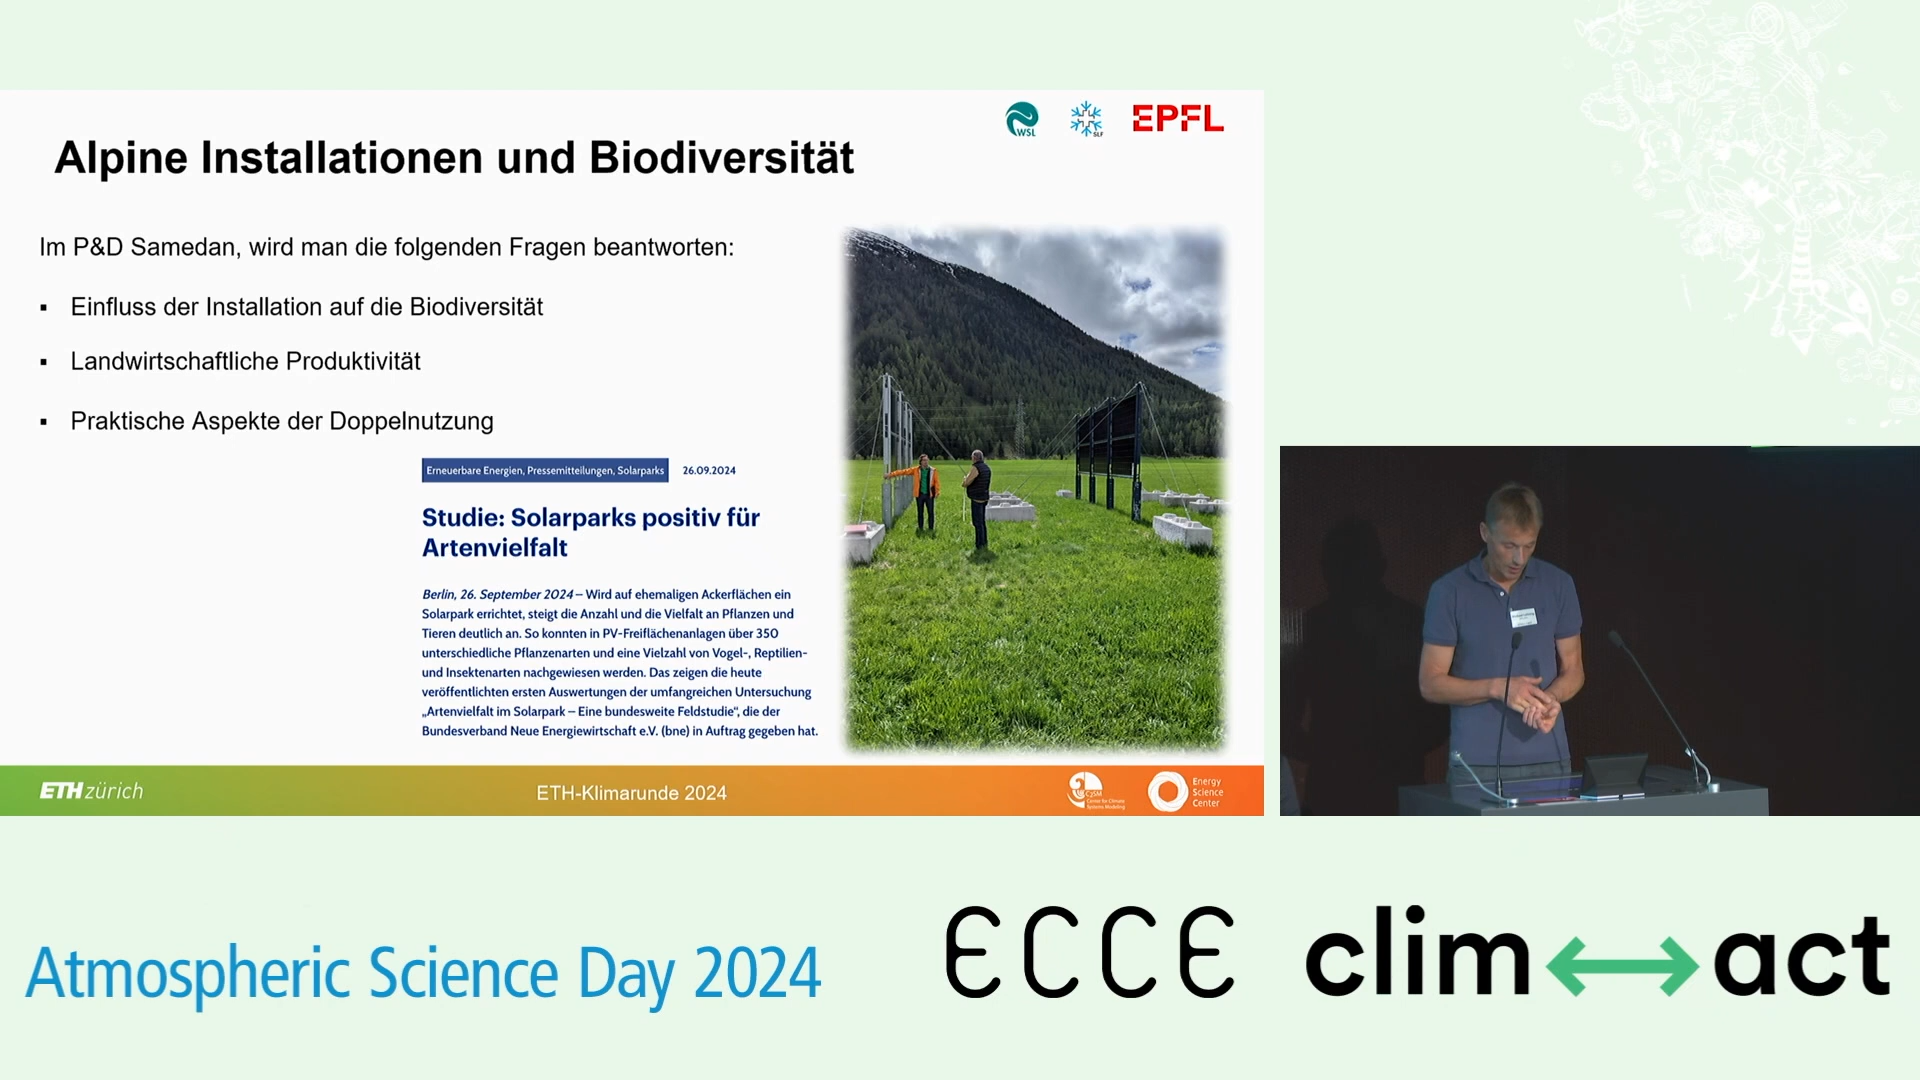 WSL
SLF
EPFL
Alpine Installationen und Biodiversität
Im P&D Samedan, wird man die folgenden Fragen beantworten:
▪ Einfluss der Installation auf die Biodiversität
▪ Landwirtschaftliche Produktivität
▪ Praktische Aspekte der Doppelnutzung
Erneuerbare Energien, Pressemitteilungen, Solarparks 26.09.2024
Studie: Solarparks positiv für
Artenvielfalt
Berlin, 26. September 2024 – Wird auf ehemaligen Ackerflächen ein
Solarpark errichtet, steigt die Anzahl und die Vielfalt an Pflanzen und
Tieren deutlich an. So konnten in PV-Freiflächenanlagen über 350
unterschiedliche Pflanzenarten und eine Vielzahl von Vogel-, Reptilien-
und Insektenarten nachgewiesen werden. Das zeigen die heute
veröffentlichten ersten Auswertungen der umfangreichen Untersuchung
„Artenvielfalt im Solarpark – Eine bundesweite Feldstudie“, die der
Bundesverband Neue Energiewirtschaft e.V. (bne) in Auftrag gegeben hat.
ETH zürich
ETH-Klimarunde 2024
C2SM
Center for Climate
Systems Modeling
Energy
Science
Center
Atmospheric Science Day 2024
ECCE
clim act